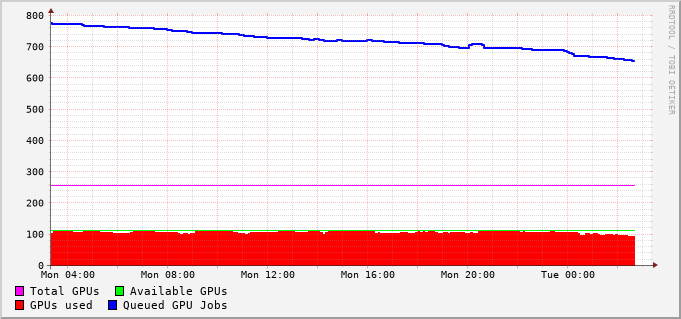 800
700
600
500
400
300
200
100
0
Mon 04:00 Mon 08:00 Mon 12:00 Mon 16:00 Mon 20:00 Tue 00:00
Total GPUs Available GPUs
GPUs used Queued GPU Jobs
RRDTOOL / TOBI OETIKER